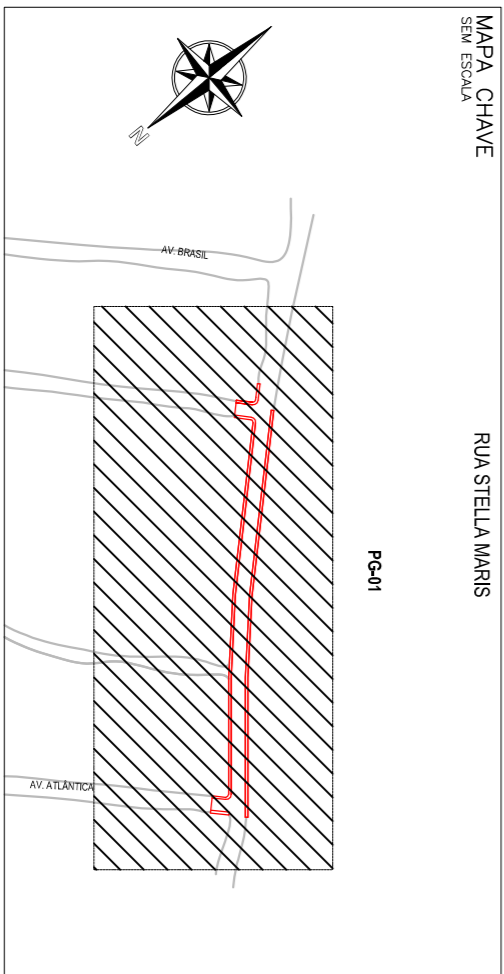 MAPA CHAVE
SEM ESCALA
RUA STELLA MARIS
PG-01
AV. BRASIL
AV. ATLÂNTICA
N